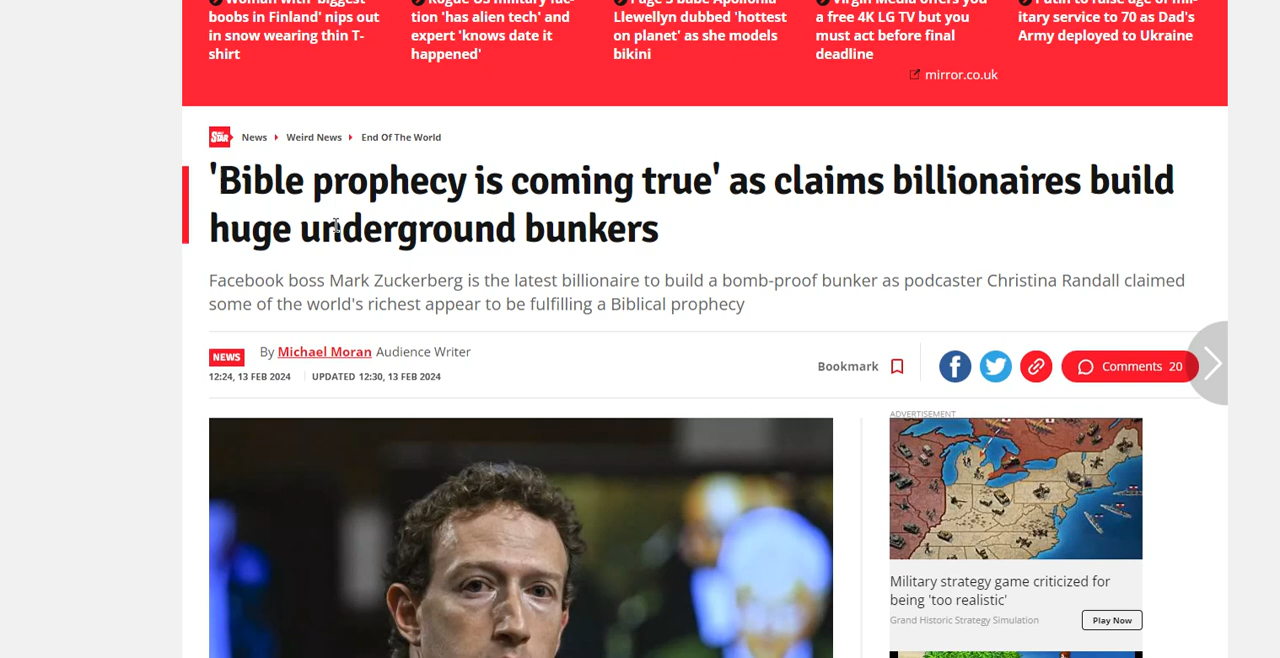 boobs in Finland' nips out
in snow wearing thin T-
shirt
tion 'has alien tech' and
expert 'knows date it
happened'
Llewellyn dubbed 'hottest
on planet' as she models
bikini
a free 4K LG TV but you
must act before final
deadline
itary service to 70 as Dad's
Army deployed to Ukraine
mirror.co.uk
STAR News Weird News End Of The World
'Bible prophecy is coming true' as claims billionaires build
huge underground bunkers
Facebook boss Mark Zuckerberg is the latest billionaire to build a bomb-proof bunker as podcaster Christina Randall claimed
some of the world's richest appear to be fulfilling a Biblical prophecy
NEWS By Michael Moran Audience Writer
12:24, 13 FEB 2024 UPDATED 12:30, 13 FEB 2024
Bookmark
Comments 20
ADVERTISEMENT
Military strategy game criticized for
being 'too realistic'
Grand Historic Strategy Simulation
Play Now